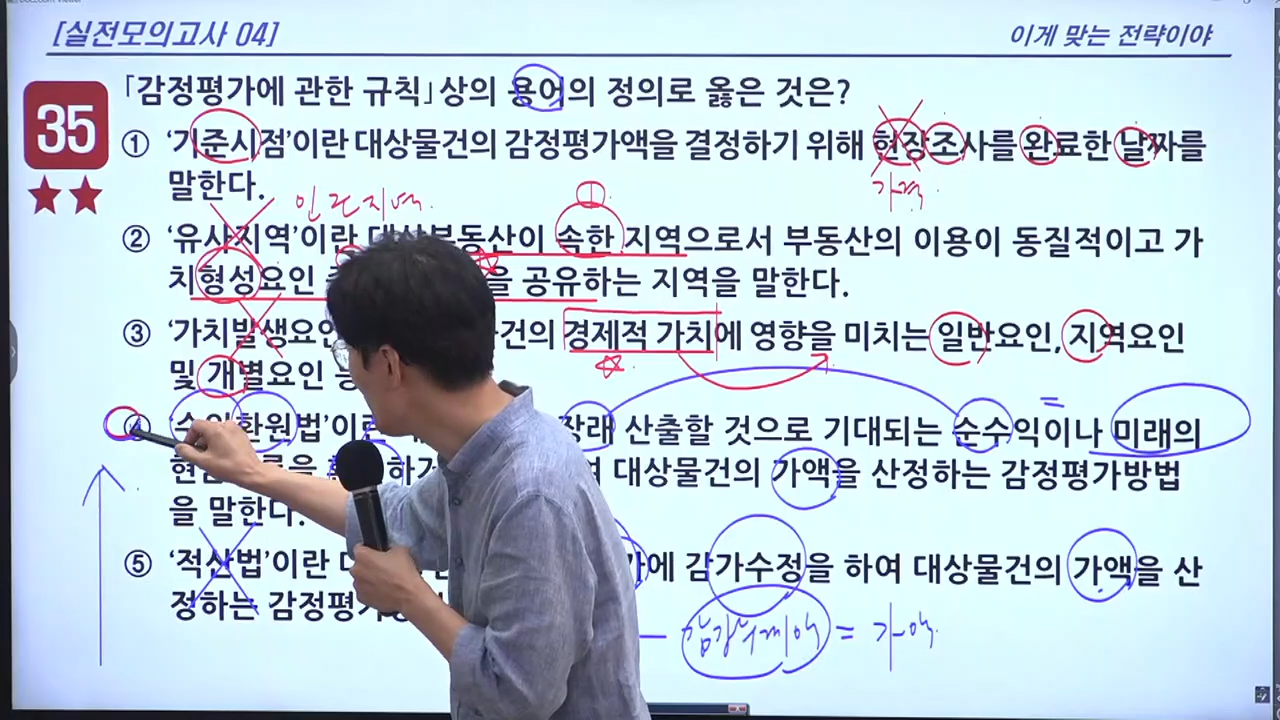 [실전모의고사 04]
이게 맞는 전략이야
35
「감정평가에 관한 규칙」상의 용어의 정의로 옳은 것은?
① ‘기준시점’이란 대상물건의 감정평가액을 결정하기 위해 현장조사를 완료한 날짜를
말한다.
가격
인근지역
①
② ‘유사지역’이란 대상부동산이 속한 지역으로서 부동산의 이용이 동질적이고 가
치형성요인 을 공유하는 지역을 말한다.
③ ‘가치발생요인 건의 경제적 가치에 영향을 미치는 일반요인, 지역요인
및 개별요인
④ ‘수익환원법’이란 장래 산출할 것으로 기대되는 순수익이나 미래의
현금 대상물건의 가액을 산정하는 감정평가방법
을 말한다.
⑤ ‘적산법’이란 에 감가수정을 하여 대상물건의 가액을 산
정하는 감정평가
= 가액